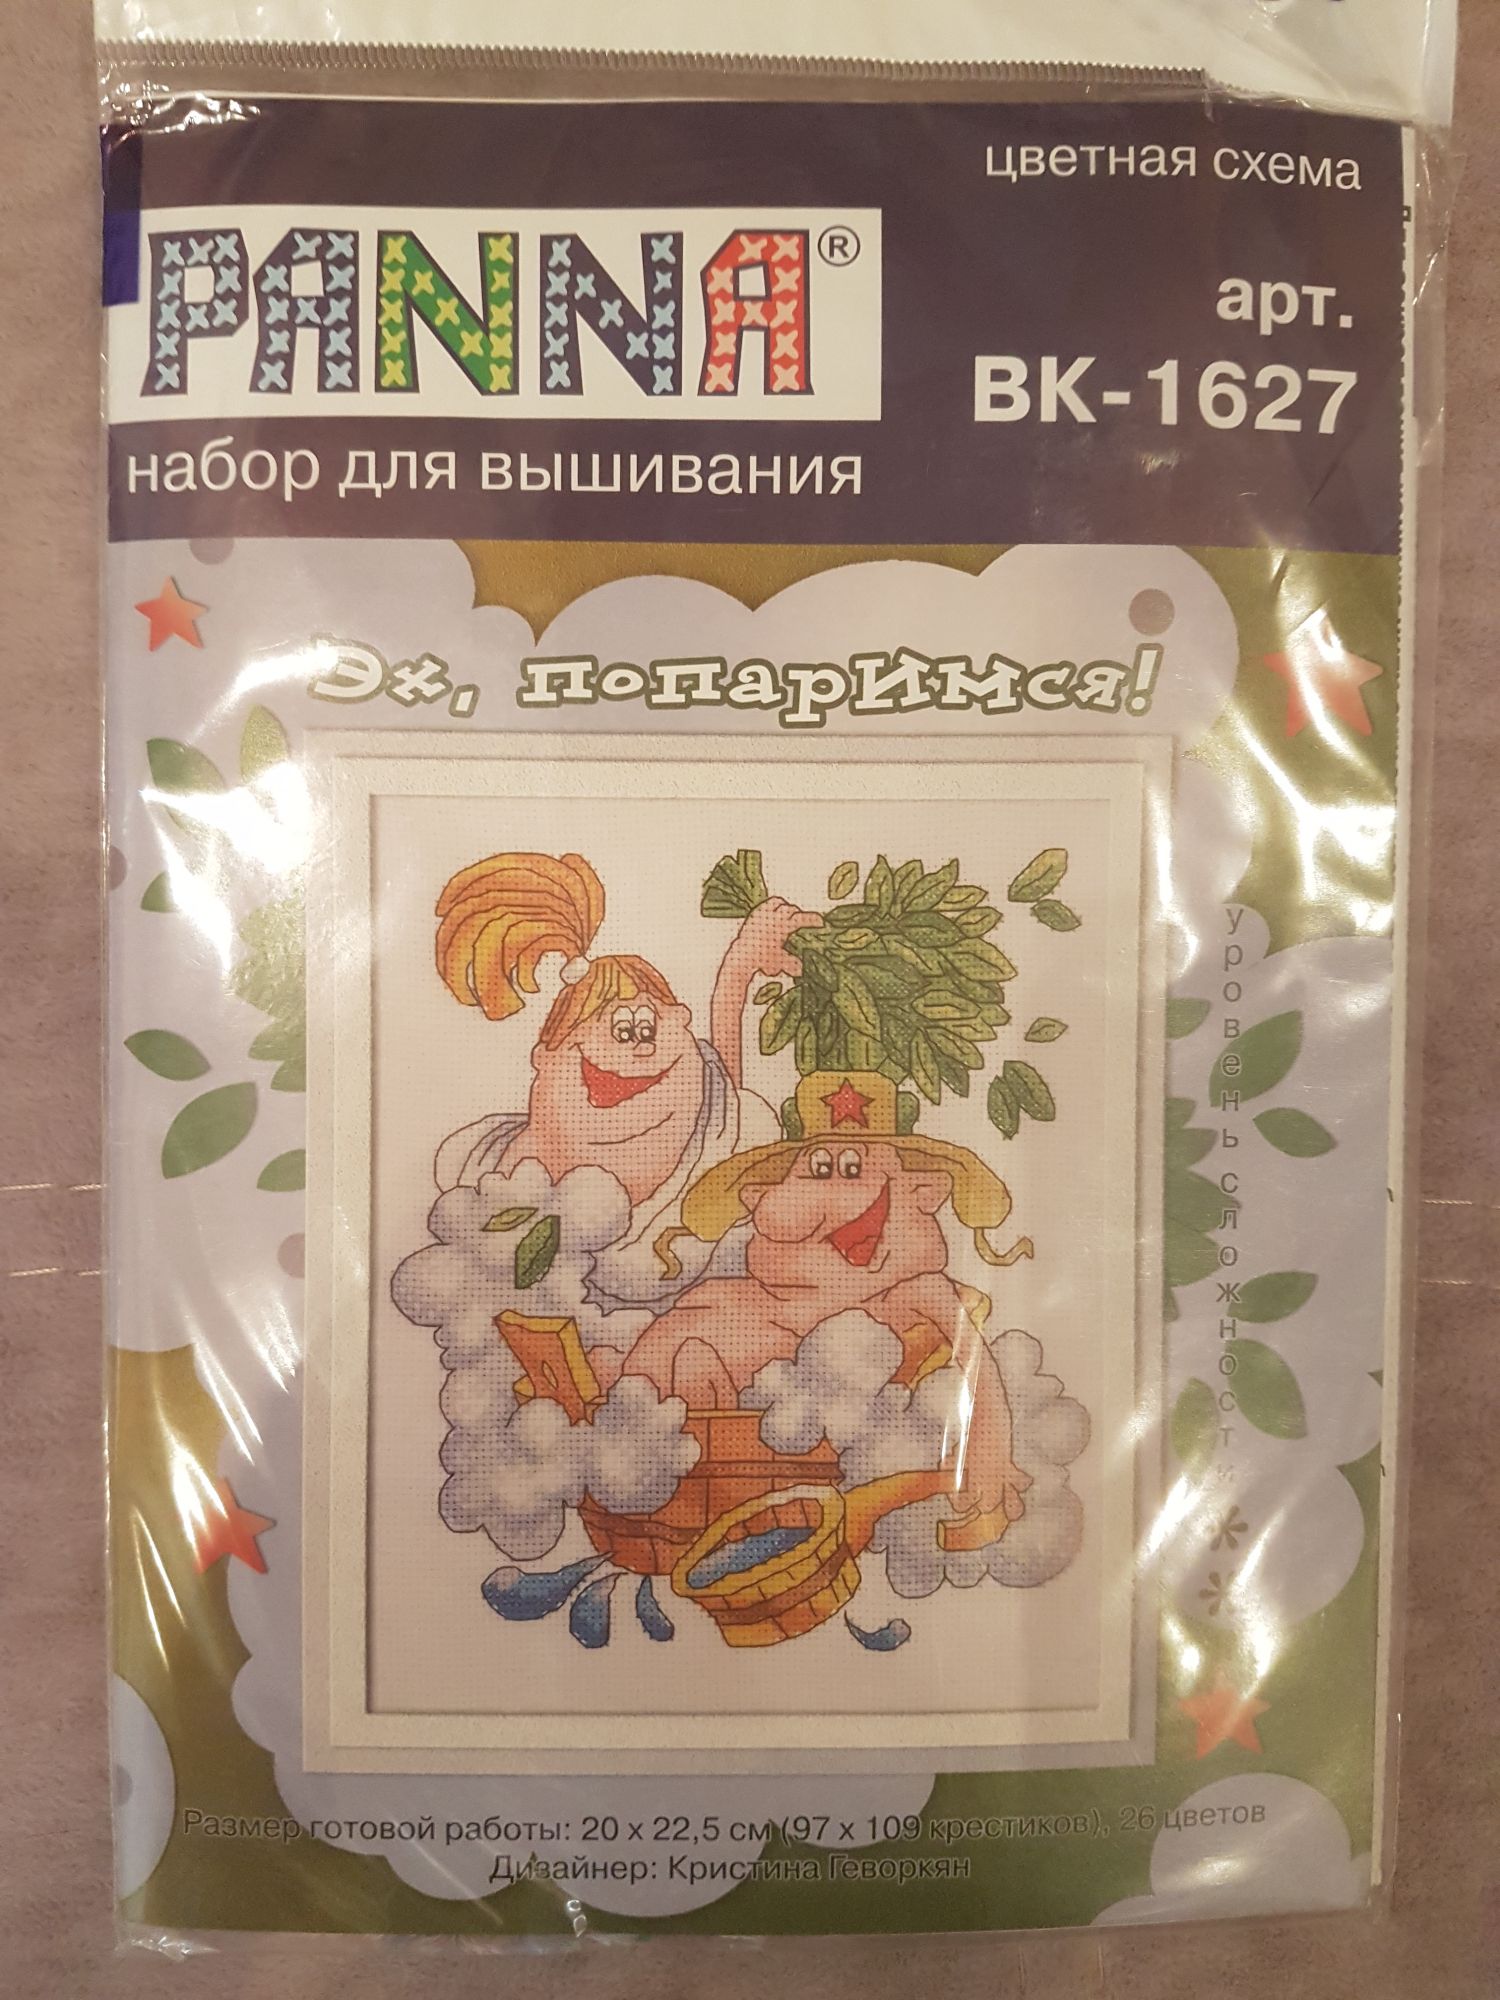 цветная схема
PANNA®
арт.
ВК-1627
набор для вышивания
Эх, попаримся!
уровень сложности **
Размер готовой работы: 20 х 22,5 см (97 х 109 крестиков), 26 цветов
Дизайнер: Кристина Геворкян